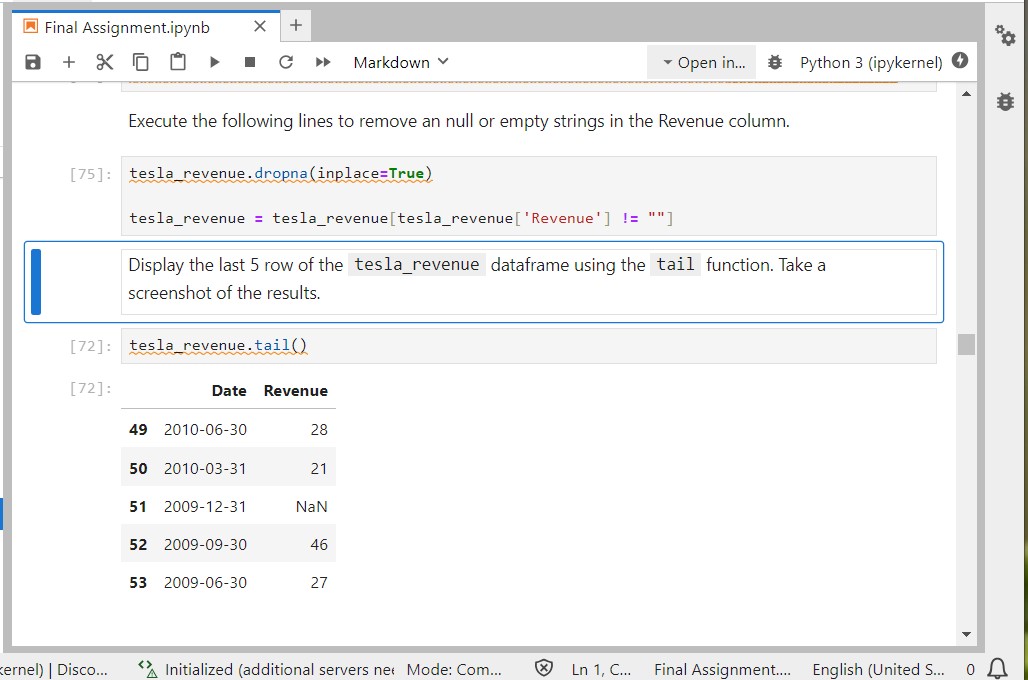 Final Assignment.ipynb
Markdown
Open in...
Python 3 (ipykernel)
Execute the following lines to remove an null or empty strings in the Revenue column.
[75]:
tesla_revenue.dropna(inplace=True)
tesla_revenue = tesla_revenue[tesla_revenue['Revenue'] != ""]
Display the last 5 row of the tesla_revenue dataframe using the tail function. Take a
screenshot of the results.
[72]:
tesla_revenue.tail()
[72]:
Date Revenue
49 2010-06-30 28
50 2010-03-31 21
51 2009-12-31 NaN
52 2009-09-30 46
53 2009-06-30 27
kernel) | Disco... Initialized (additional servers nee Mode: Com... Ln 1, C... Final Assignment.... English (United S... 0